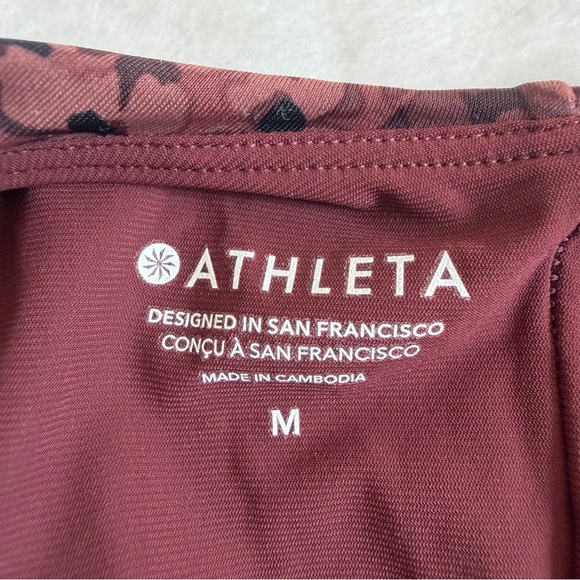 ATHLETA
DESIGNED IN SAN FRANCISCO
CONÇU À SAN FRANCISCO
MADE IN CAMBODIA
M